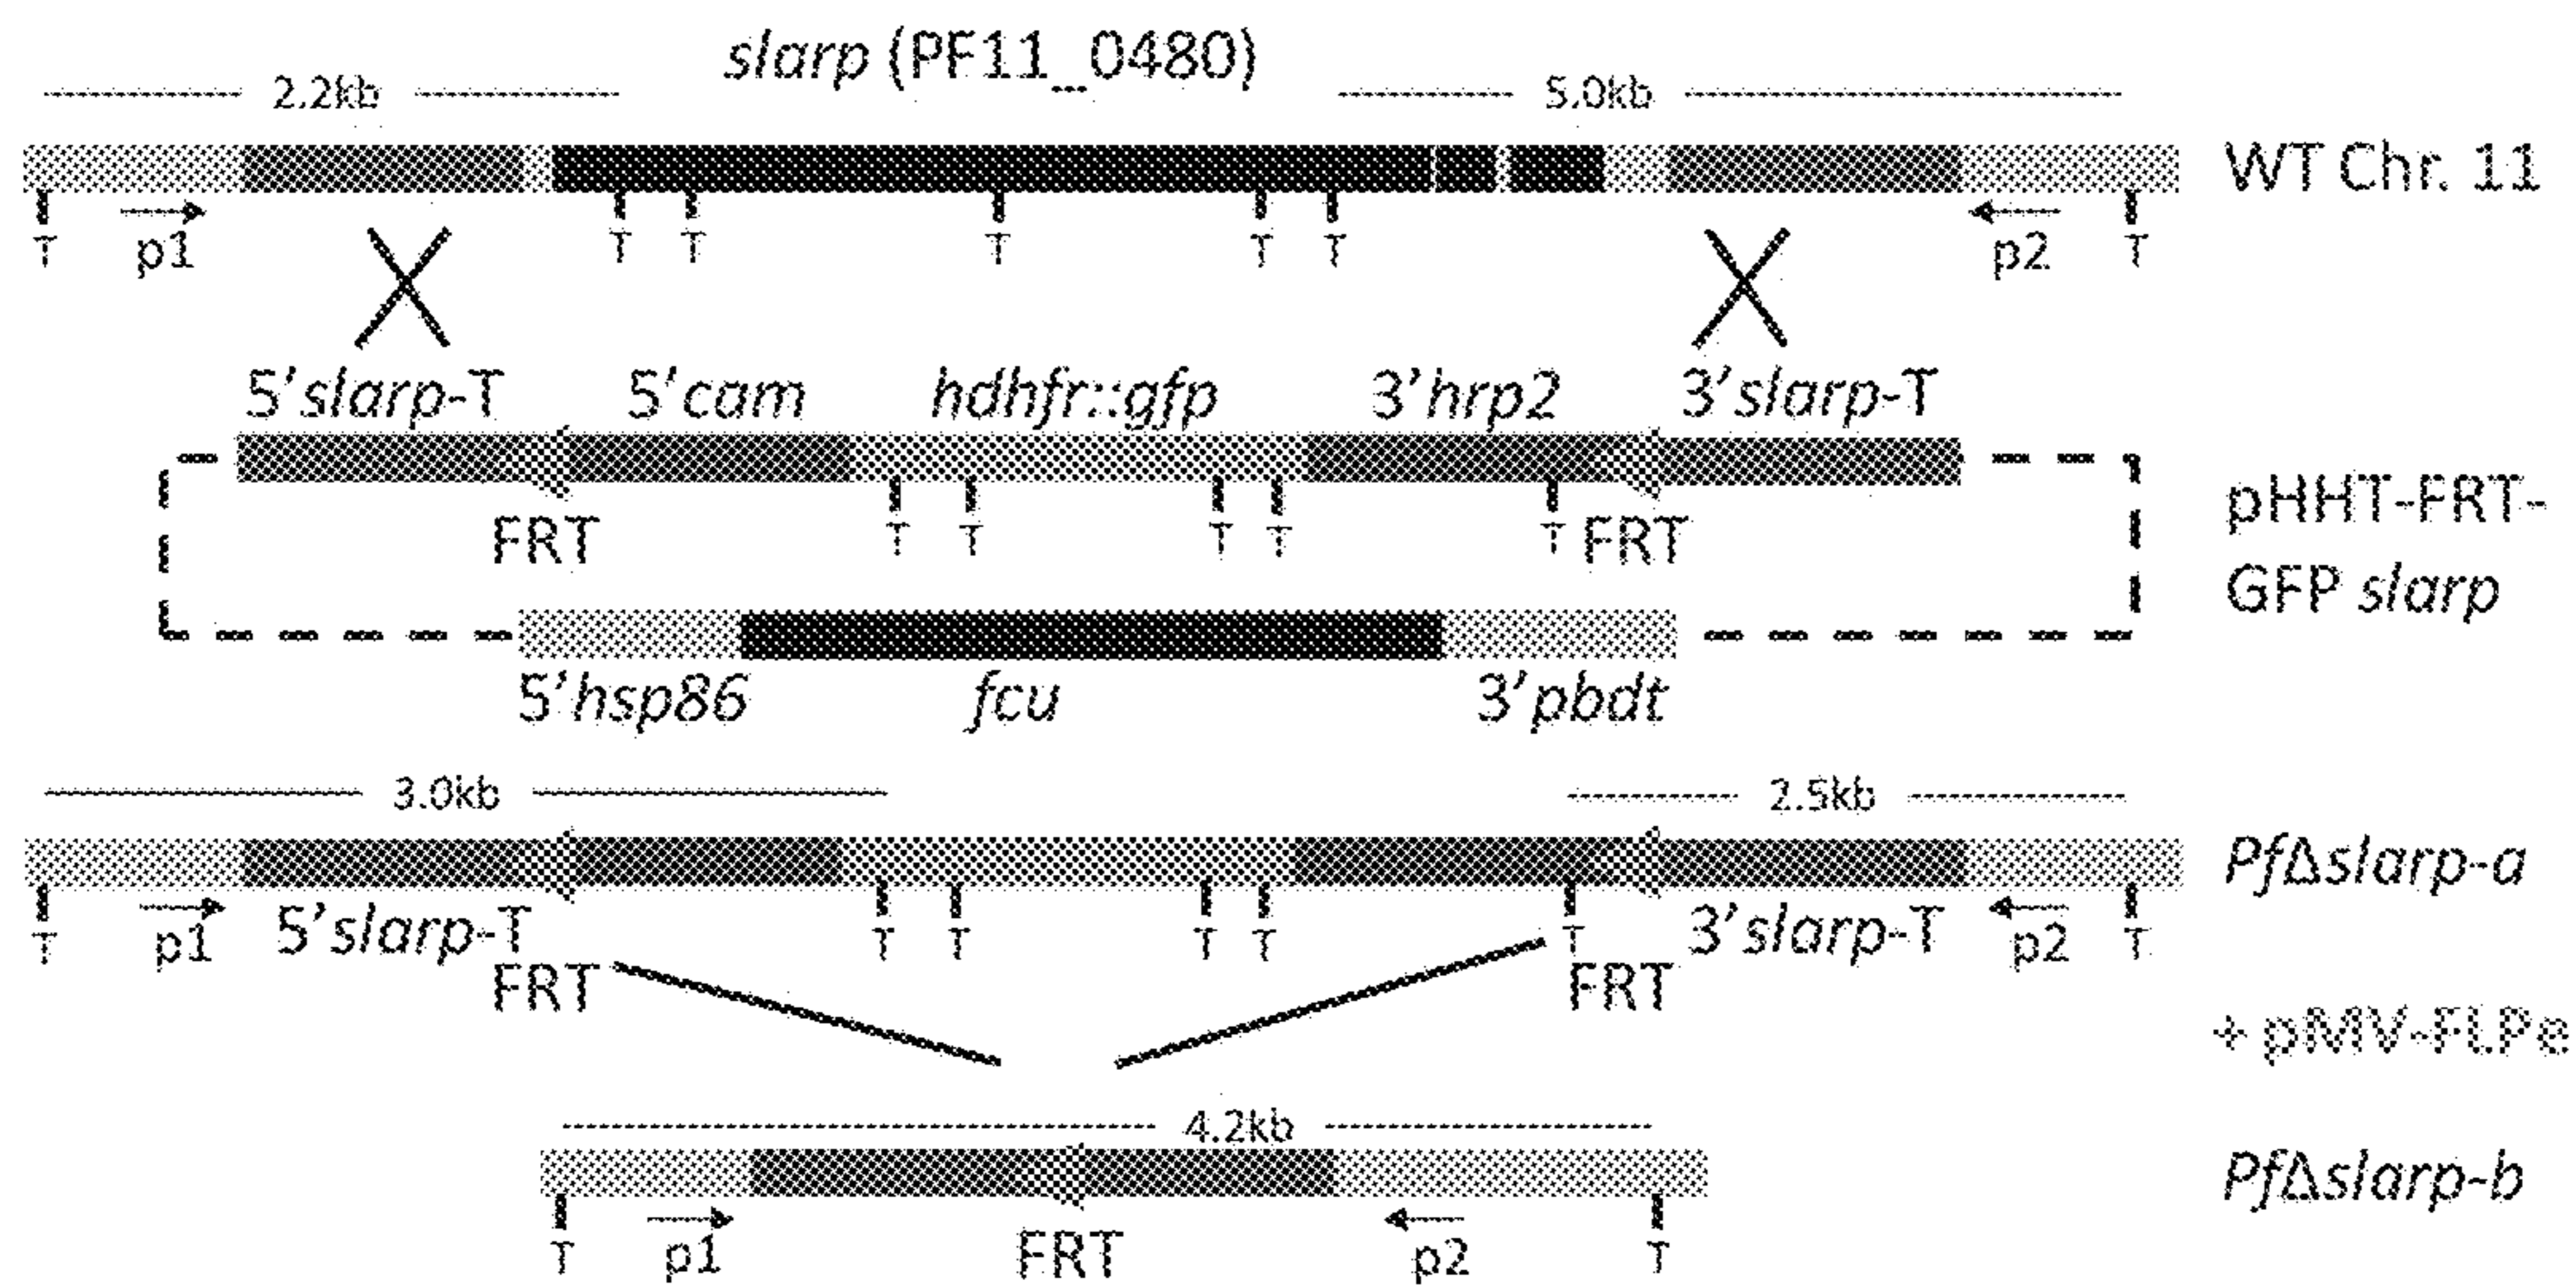 slarp (PF11_0480)
2.2kb 5.0kb
WT Chr. 11
T p1 T T T T T p2 T
5'slarp-T 5'cam hdhfr::gfp 3'hrp2 3'slarp-T
FRT T T T T T FRT
pHHT-FRT-
GFP slarp
5'hsp86 fcu 3'pbdt
3.0kb 2.5kb
PfΔslarp-a
T p1 5'slarp-T T T T T T 3'slarp-T p2 T
FRT FRT
+ pMV-FLPe
4.2kb
PfΔslarp-b
T p1 FRT p2 T